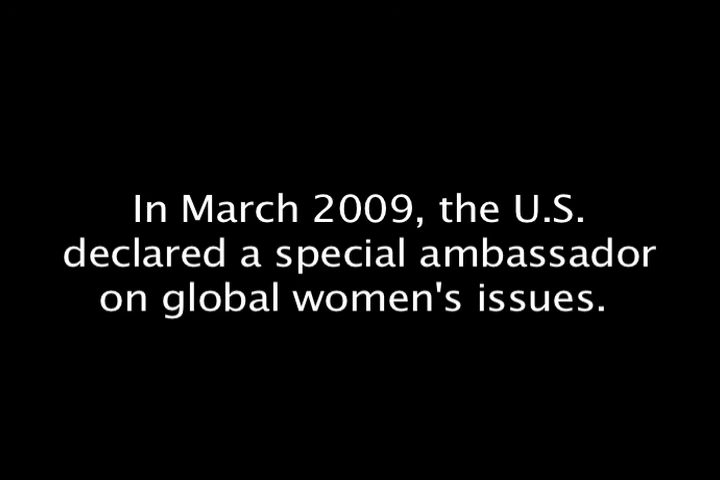 In March 2009, the U.S.
declared a special ambassador
on global women's issues.